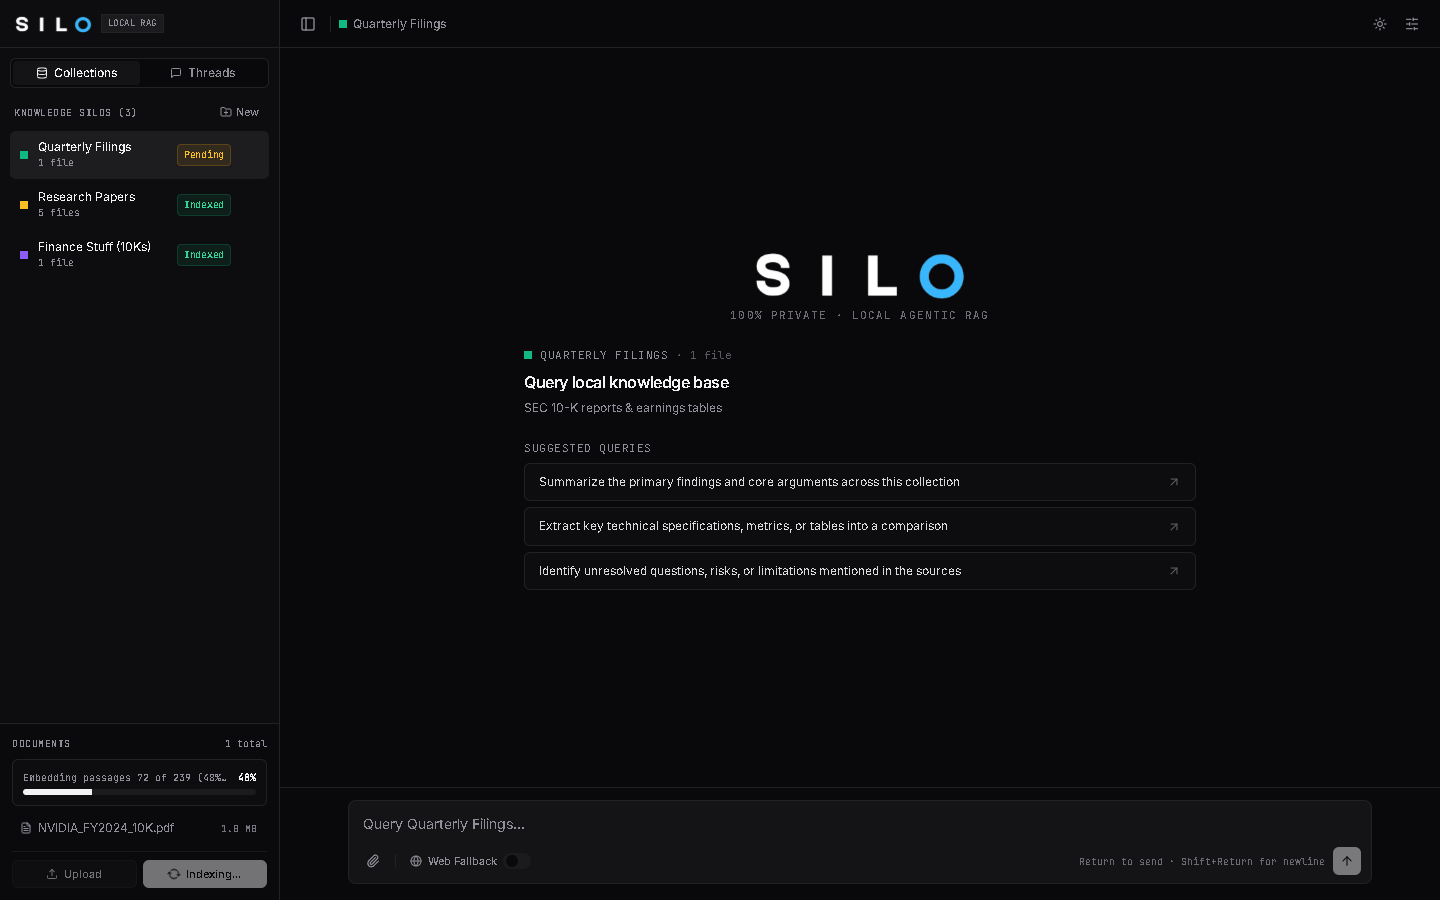 SILO LOCAL RAG
Quarterly Filings
Collections Threads
KNOWLEDGE SILOS (3) New
Quarterly Filings
1 file
Pending
Research Papers
5 files
Indexed
Finance Stuff (10Ks)
1 file
Indexed
SILO
100% PRIVATE · LOCAL AGENTIC RAG
QUARTERLY FILINGS · 1 file
Query local knowledge base
SEC 10-K reports & earnings tables
SUGGESTED QUERIES
Summarize the primary findings and core arguments across this collection
Extract key technical specifications, metrics, or tables into a comparison
Identify unresolved questions, risks, or limitations mentioned in the sources
DOCUMENTS 1 total
Embedding passages 72 of 239 (48%… 48%
NVIDIA_FY2024_10K.pdf 1.8 MB
Upload Indexing...
Query Quarterly Filings...
Web Fallback
Return to send · Shift+Return for newline